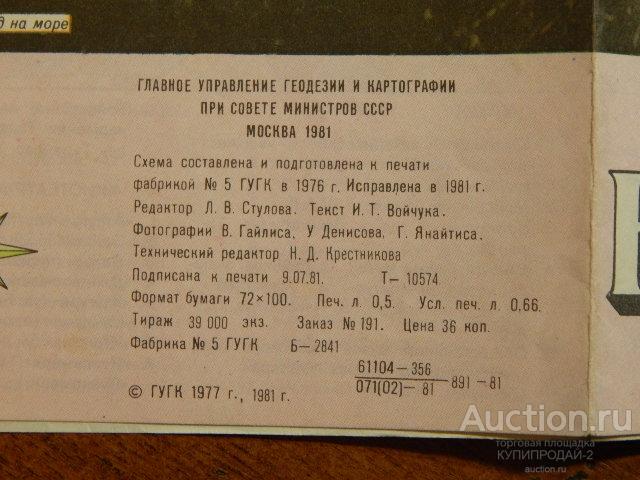 на море
ГЛАВНОЕ УПРАВЛЕНИЕ ГЕОДЕЗИИ И КАРТОГРАФИИ
ПРИ СОВЕТЕ МИНИСТРОВ СССР
МОСКВА 1981
Схема составлена и подготовлена к печати
фабрикой № 5 ГУГК в 1976 г. Исправлена в 1981 г.
Редактор Л. В. Стулова. Текст И. Т. Войчука.
Фотографии В. Гайлиса, У Денисова, Г. Янайтиса.
Технический редактор Н. Д. Крестникова
Подписана к печати 9.07.81. Т— 10574
Формат бумаги 72×100. Печ. л. 0,5. Усл. печ. л. 0,66.
Тираж 39 000 экз. Заказ № 191. Цена 36 коп.
Фабрика № 5 ГУГК Б— 2841
61104—356
071(02)— 81 —891 —81
© ГУГК 1977 г., 1981 г.
Auction.ru
торговая площадка
КУПИПРОДАЙ-2
auction.ru